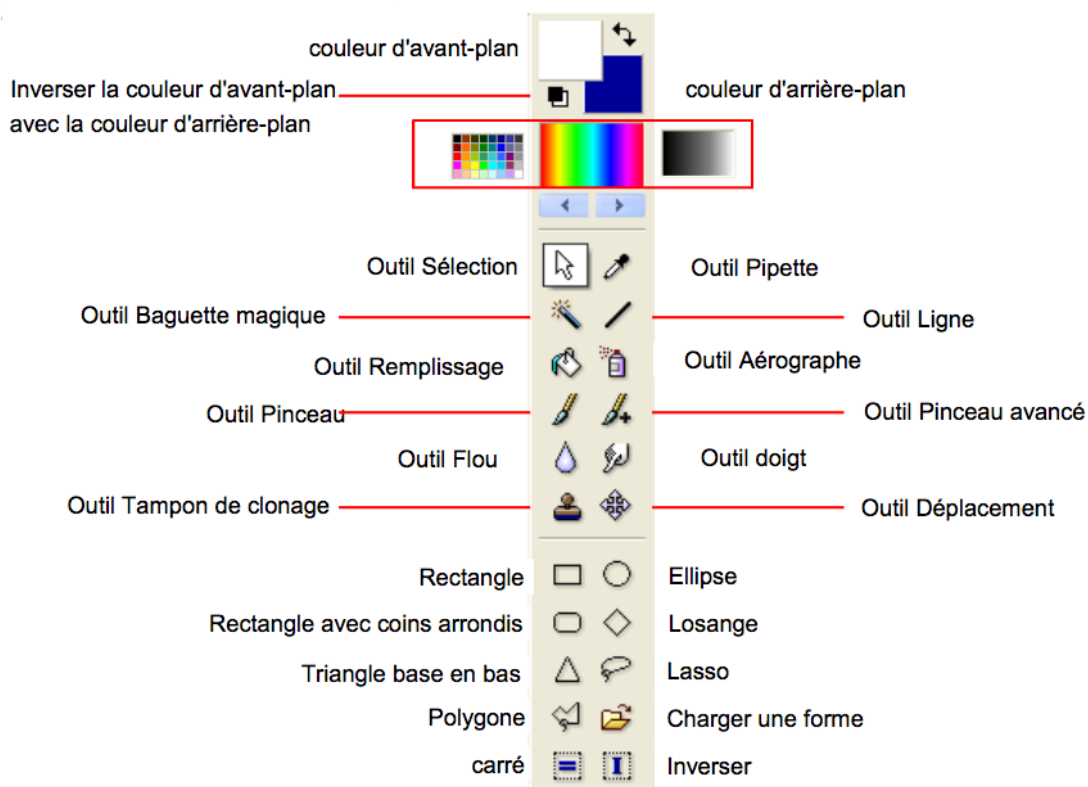 couleur d'avant-plan
Inverser la couleur d'avant-plan
avec la couleur d'arrière-plan
couleur d'arrière-plan
Outil Sélection
Outil Pipette
Outil Baguette magique
Outil Ligne
Outil Remplissage
Outil Aérographe
Outil Pinceau
Outil Pinceau avancé
Outil Flou
Outil doigt
Outil Tampon de clonage
Outil Déplacement
Rectangle
Ellipse
Rectangle avec coins arrondis
Losange
Triangle base en bas
Lasso
Polygone
Charger une forme
carré
Inverser